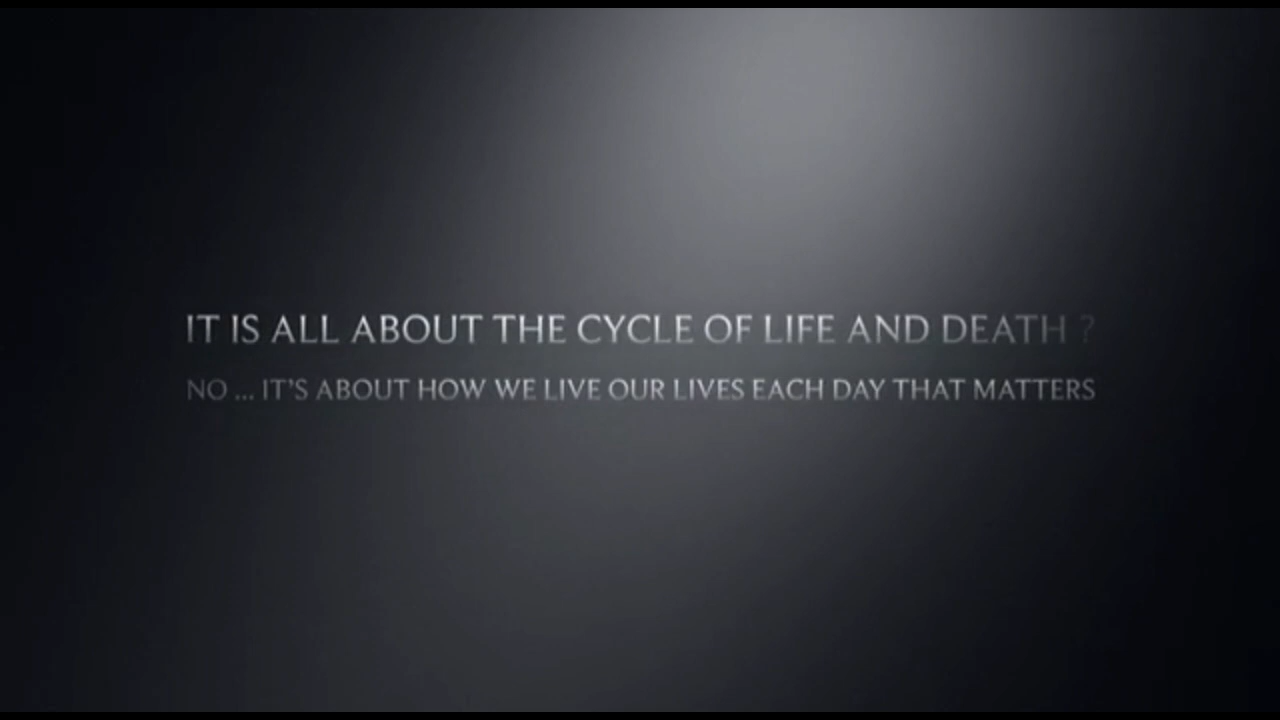 IT IS ALL ABOUT THE CYCLE OF LIFE AND DEATH ?
NO ... IT'S ABOUT HOW WE LIVE OUR LIVES EACH DAY THAT MATTERS